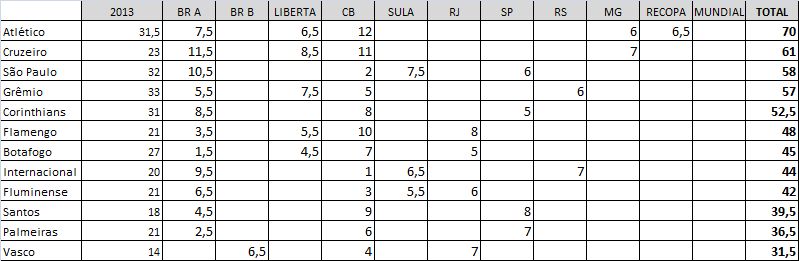 2013 BR A BR B LIBERTA CB SULA RJ SP RS MG RECOPA MUNDIAL TOTAL
Atlético 31,5 7,5 6,5 12 6 6,5 70
Cruzeiro 23 11,5 8,5 11 7 61
São Paulo 32 10,5 2 7,5 6 58
Grêmio 33 5,5 7,5 5 6 57
Corinthians 31 8,5 8 5 52,5
Flamengo 21 3,5 5,5 10 8 48
Botafogo 27 1,5 4,5 7 5 45
Internacional 20 9,5 1 6,5 7 44
Fluminense 21 6,5 3 5,5 6 42
Santos 18 4,5 9 8 39,5
Palmeiras 21 2,5 6 7 36,5
Vasco 14 6,5 4 7 31,5